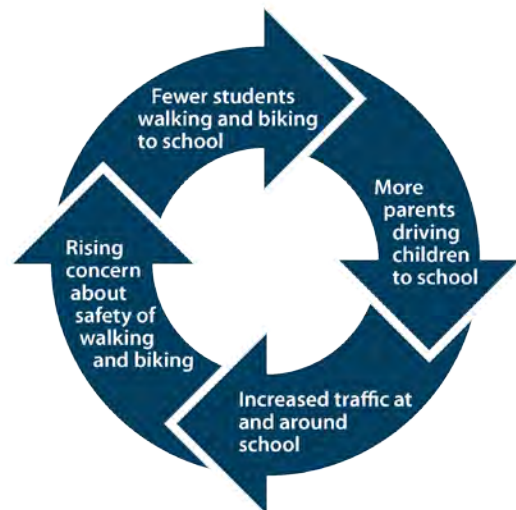 Fewer students
walking and biking
to school
More
parents
driving
children
to school
Increased traffic at
and around
school
Rising
concern
about
safety of
walking
and biking